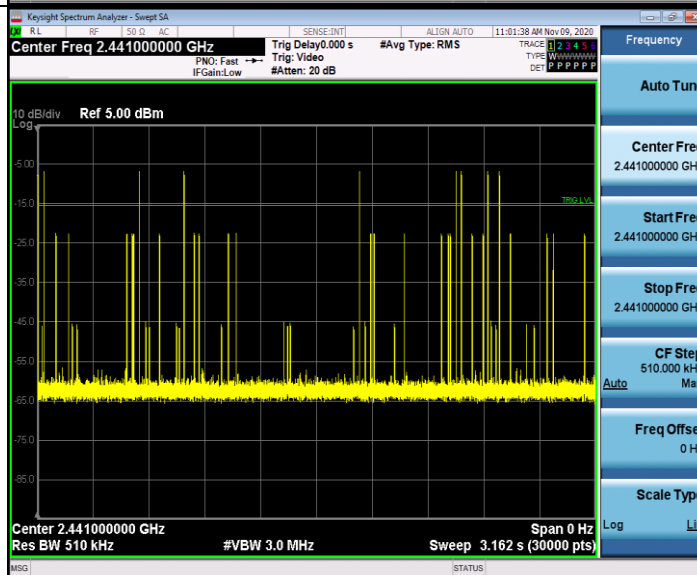 Keysight Spectrum Analyzer - Swept SA
RL RF 50 Ω AC SENSE:INT ALIGN AUTO 11:01:38 AM Nov 09, 2020
Center Freq 2.441000000 GHz
PNO: Fast
IFGain:Low
Trig Delay0.000 s
Trig: Video
#Atten: 20 dB
#Avg Type: RMS
TRACE 1 2 3 4 5 6
TYPE WWWWWW
DET P P P P P P
10 dB/div Ref 5.00 dBm
Log
-5.00
-15.0
TRIG LVL
-25.0
-35.0
-45.0
-55.0
-65.0
-75.0
-85.0
Center 2.441000000 GHz Span 0 Hz
Res BW 510 kHz #VBW 3.0 MHz Sweep 3.162 s (30000 pts)
MSG STATUS
Frequency
Auto Tun
Center Fre
2.441000000 GH
Start Fre
2.441000000 GH
Stop Fre
2.441000000 GH
CF Step
510.000 kH
Auto Ma
Freq Offse
0 H
Scale Type
Log Li